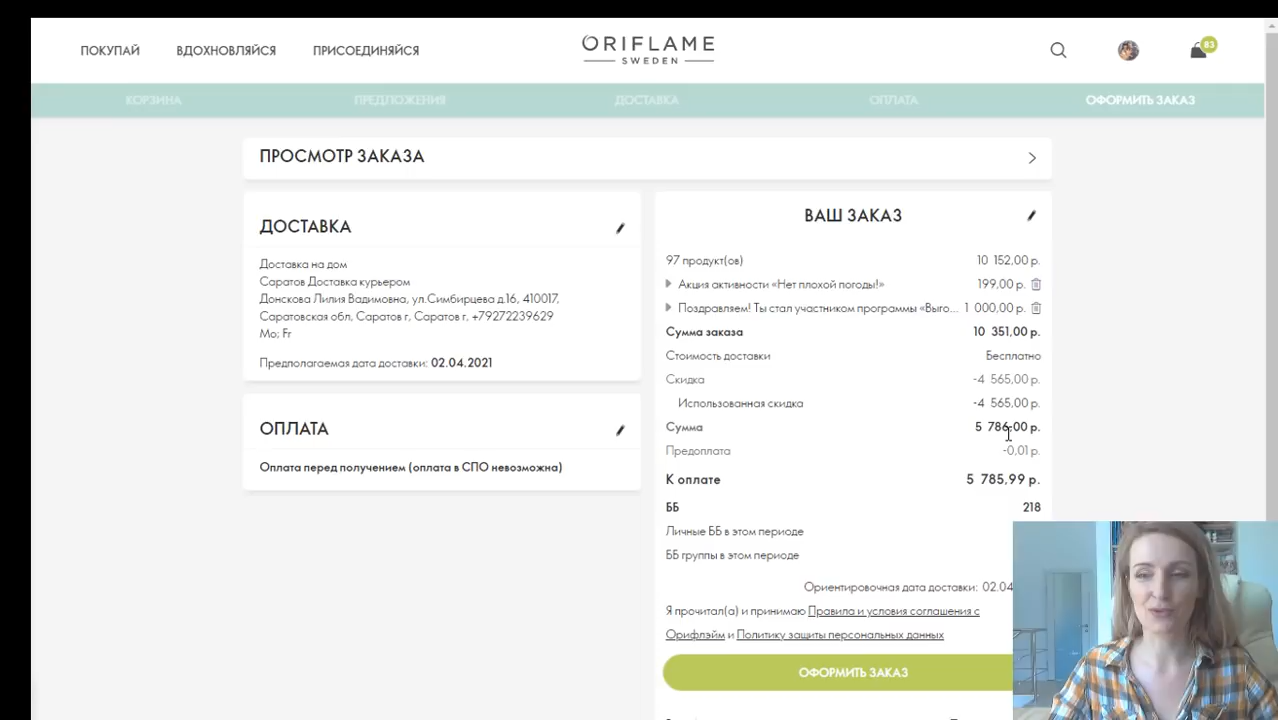 ПОКУПАЙ ВДОХНОВЛЯЙСЯ ПРИСОЕДИНЯЙСЯ
ORIFLAME
SWEDEN
83
КОРЗИНА ПРЕДЛОЖЕНИЯ ДОСТАВКА ОПЛАТА ОФОРМИТЬ ЗАКАЗ
ПРОСМОТР ЗАКАЗА
ДОСТАВКА
Доставка на дом
Саратов Доставка курьером
Донскова Лилия Вадимовна, ул.Симбирцева д.16, 410017,
Саратовская обл, Саратов г, Саратов г, +79272239629
Mo; Fr
Предполагаемая дата доставки: 02.04.2021
ОПЛАТА
Оплата перед получением (оплата в СПО невозможна)
ВАШ ЗАКАЗ
97 продукт(ов) 10 152,00 р.
Акция активности «Нет плохой погоды!» 199,00 р.
Поздравляем! Ты стал участником программы «Выго... 1 000,00 р.
Сумма заказа 10 351,00 р.
Стоимость доставки Бесплатно
Скидка -4 565,00 р.
Использованная скидка -4 565,00 р.
Сумма 5 786,00 р.
Предоплата -0,01 р.
К оплате 5 785,99 р.
ББ 218
Личные ББ в этом периоде
ББ группы в этом периоде
Ориентировочная дата доставки: 02.04
Я прочитал(а) и принимаю Правила и условия соглашения с
Орифлэйм и Политику защиты персональных данных
ОФОРМИТЬ ЗАКАЗ